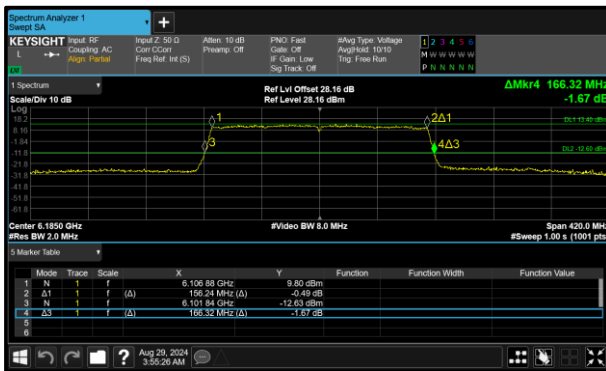 Spectrum Analyzer 1
Swept SA
KEYSIGHT Input: RF Input Z: 50 Ω Atten: 10 dB PNO: Fast #Avg Type: Voltage 1 2 3 4 5 6
L Coupling: AC Corr CCorr Preamp: Off Gate: Off Avg|Hold: 10/10 M W W W W W
Align: Partial Freq Ref: Int (S) IF Gain: Low Trig: Free Run P N N N N N
Sig Track: Off
1 Spectrum Ref Lvl Offset 28.16 dB ΔMkr4 166.32 MHz
Scale/Div 10 dB Ref Level 28.16 dBm -1.67 dB
Log
18.2 1 2Δ1 DL1 13.40 dBm
8.16
-1.84 3 4Δ3
-11.8 DL2 -12.60 dBm
-21.8
-31.8
-41.8
-51.8
-61.8
Center 6.1850 GHz #Video BW 8.0 MHz Span 420.0 MHz
#Res BW 2.0 MHz #Sweep 1.00 s (1001 pts)
5 Marker Table
Mode Trace Scale X Y Function Function Width Function Value
1 N 1 f 6.106 88 GHz 9.80 dBm
2 Δ1 1 f (Δ) 156.24 MHz (Δ) -0.49 dB
3 N 1 f 6.101 84 GHz -12.63 dBm
4 Δ3 1 f (Δ) 166.32 MHz (Δ) -1.67 dB
5
6
? Aug 29, 2024
3:55:26 AM